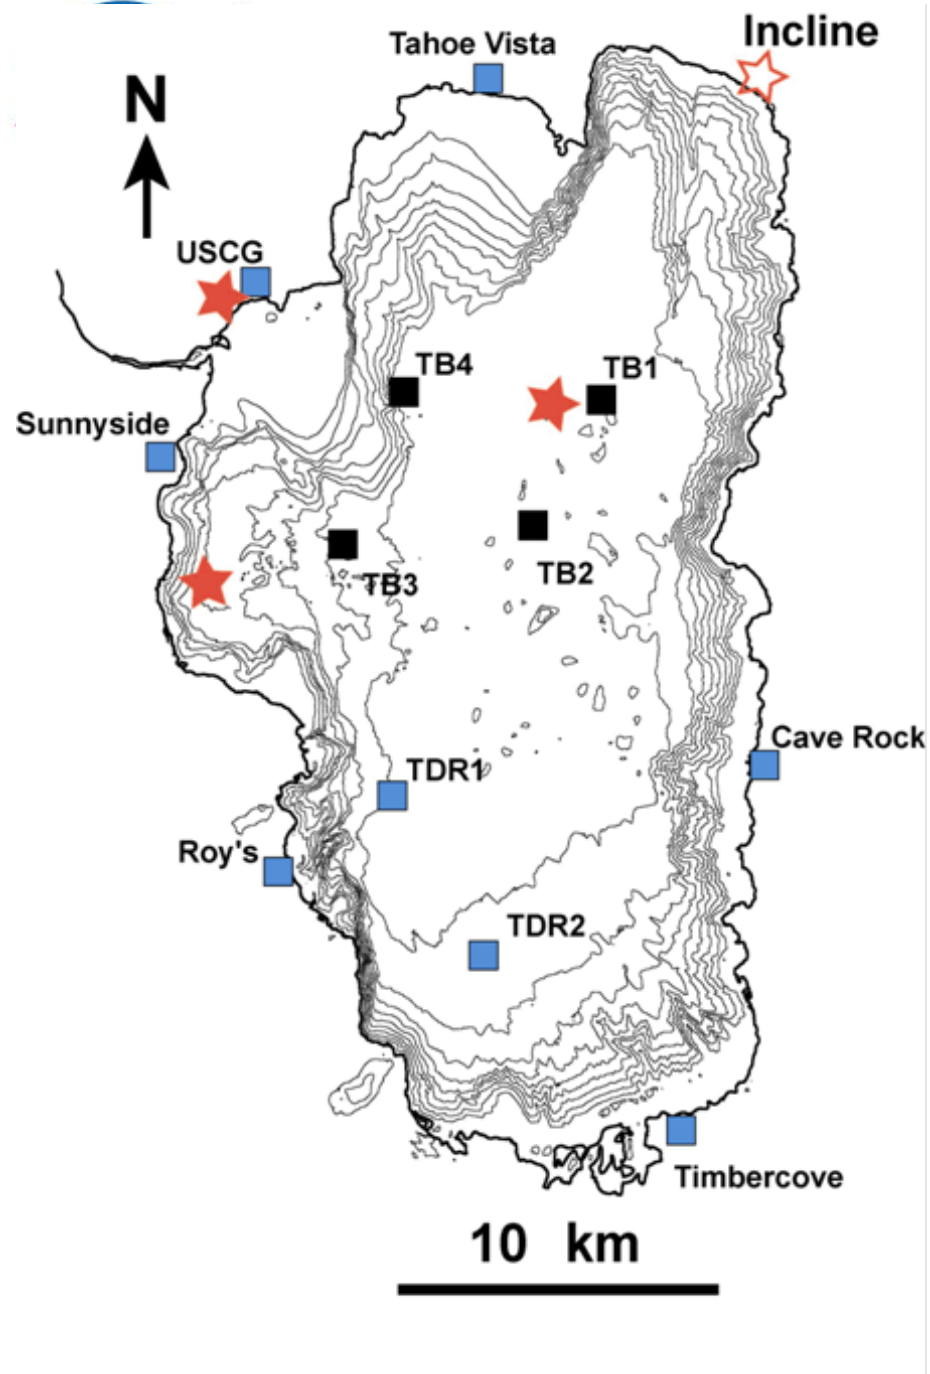 Incline
Tahoe Vista
N
USCG
TB4
TB1
Sunnyside
TB2
TB3
Cave Rock
TDR1
Roy's
TDR2
Timbercove
10 km